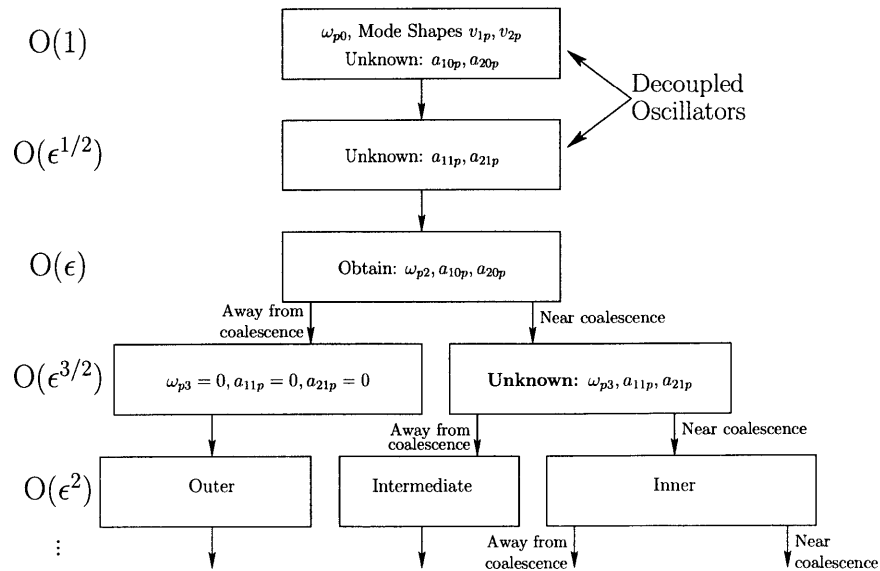 O(1)
ω_{p0}, Mode Shapes v_{1p}, v_{2p}
Unknown: a_{10p}, a_{20p}
Decoupled
Oscillators
O(ϵ^{1/2})
Unknown: a_{11p}, a_{21p}
O(ϵ)
Obtain: ω_{p2}, a_{10p}, a_{20p}
Away from
coalescence
Near coalescence
O(ϵ^{3/2})
ω_{p3} = 0, a_{11p} = 0, a_{21p} = 0
Unknown: ω_{p3}, a_{11p}, a_{21p}
Away from
coalescence
Near coalescence
O(ϵ^2)
Outer
Intermediate
Inner
⋮
Away from
coalescence
Near
coalescence